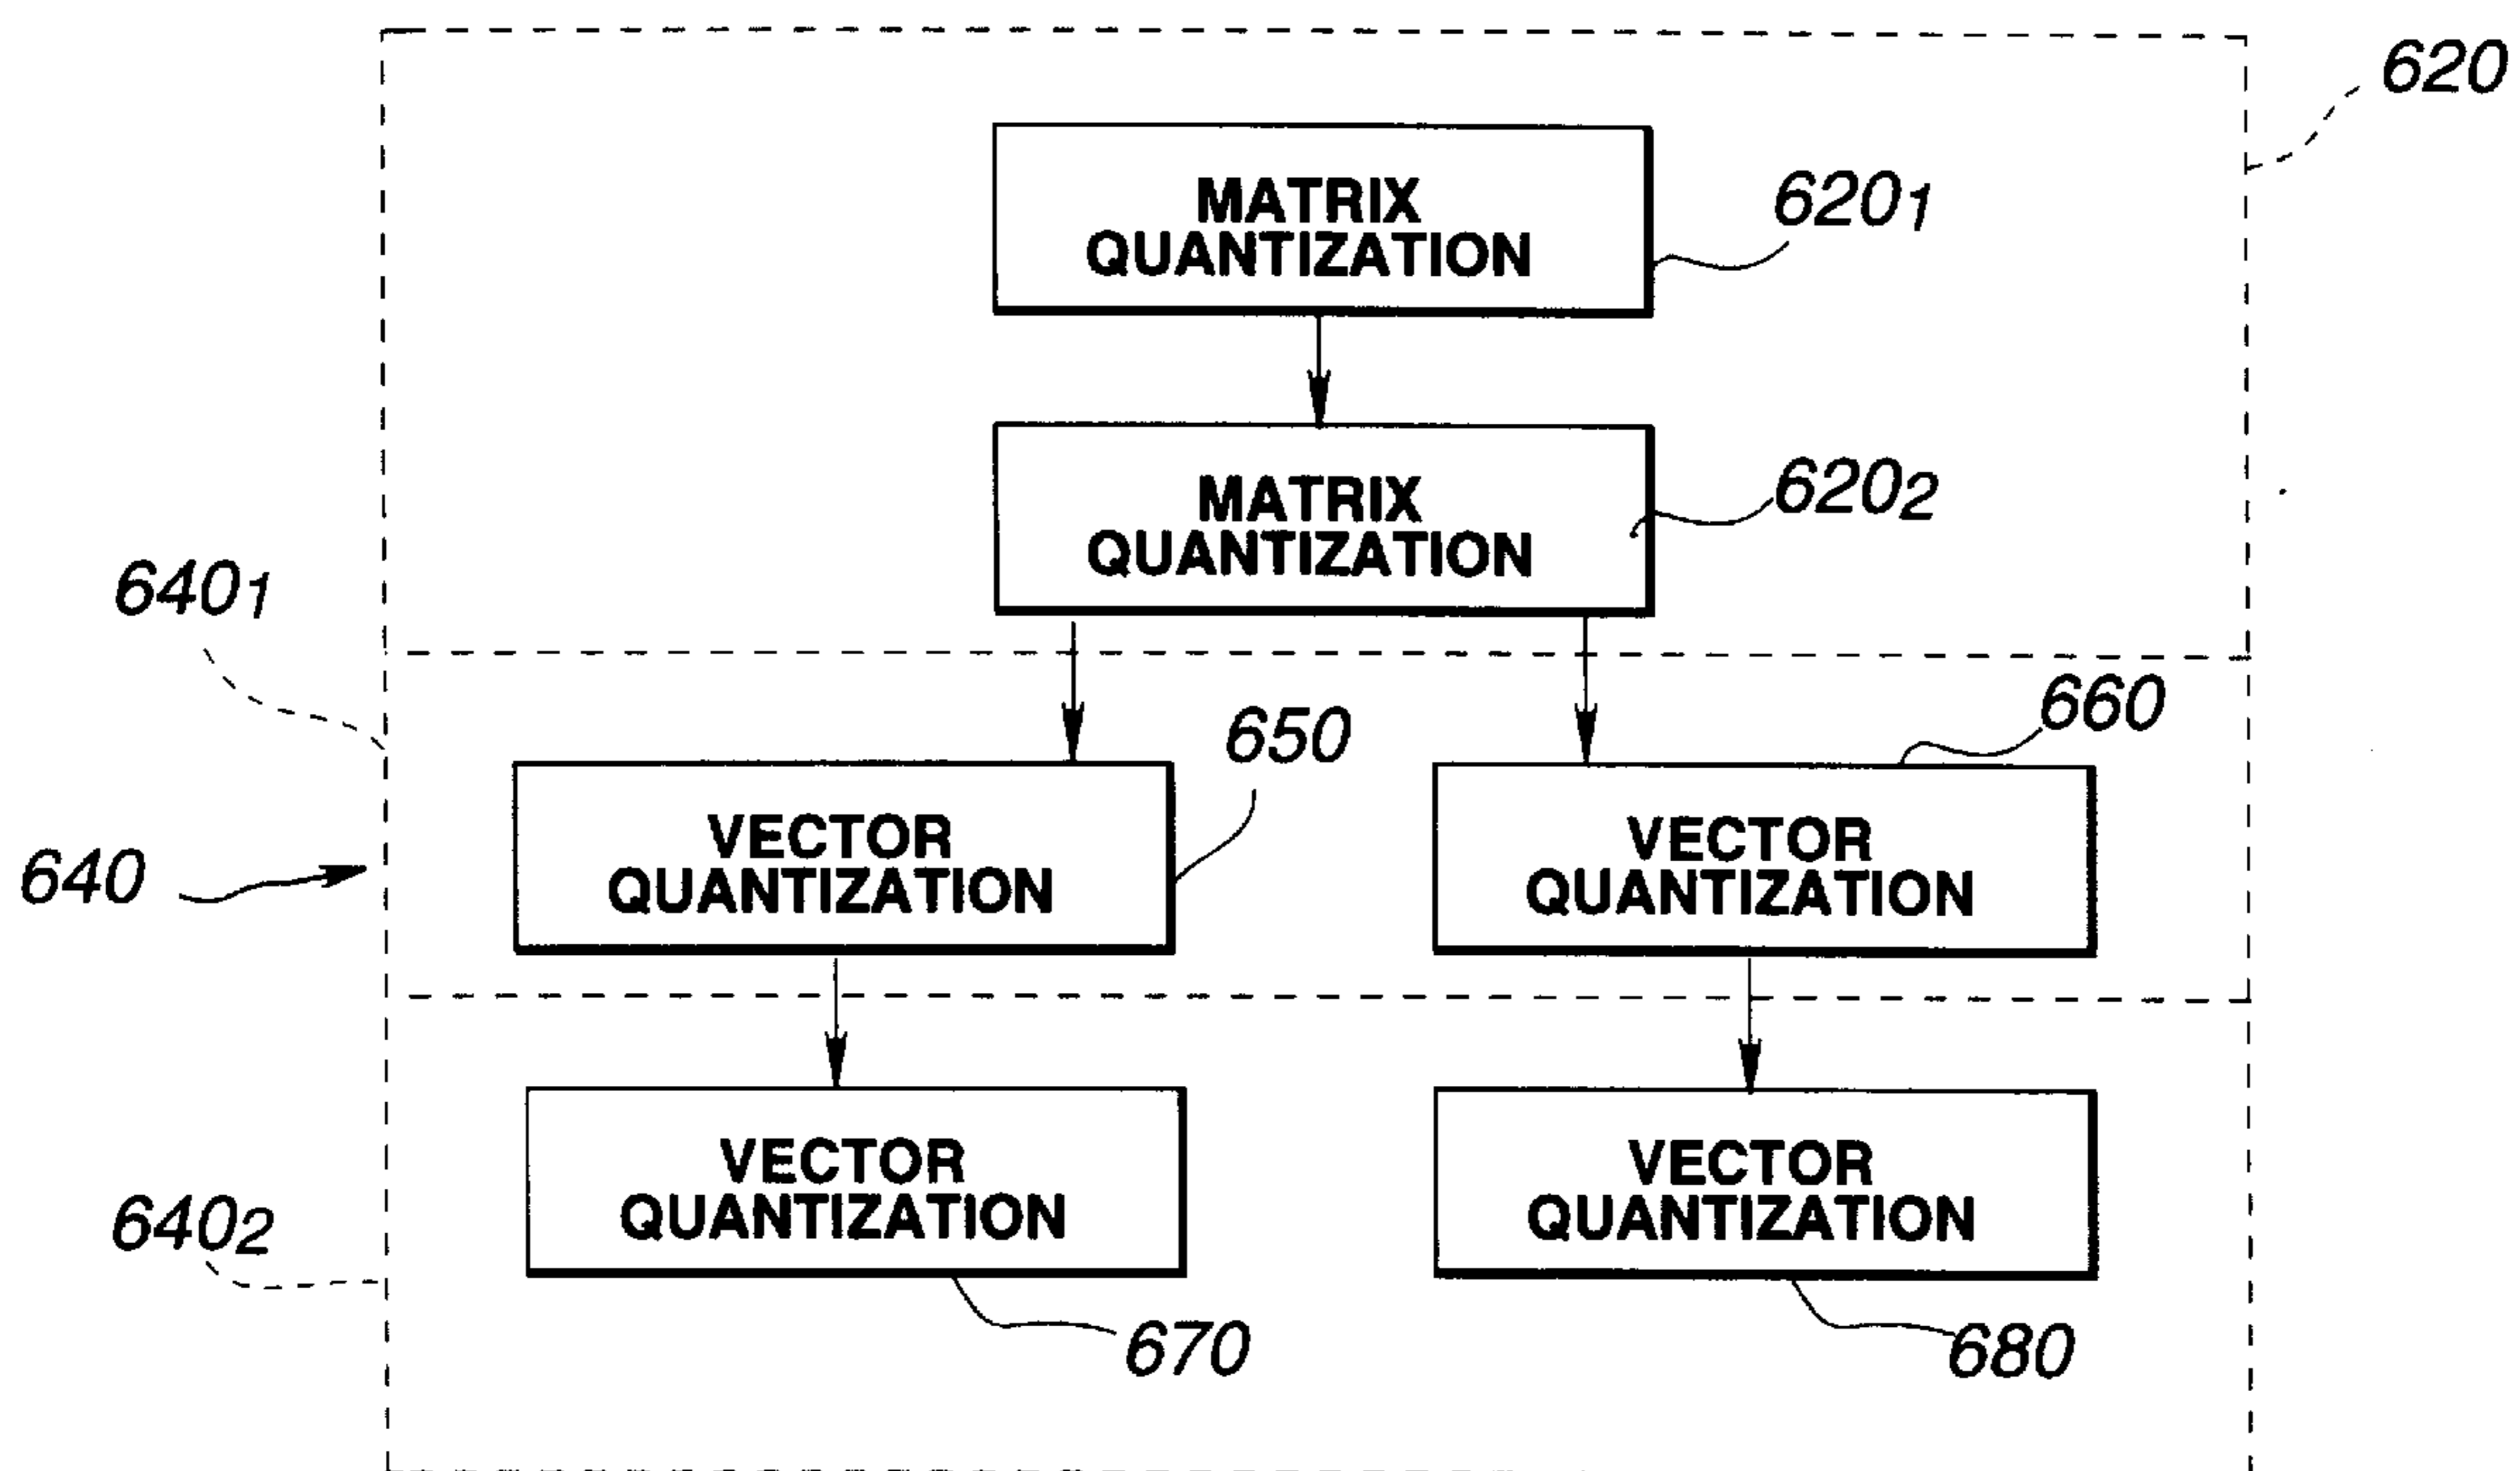 620
MATRIX
QUANTIZATION
620₁
MATRIX
QUANTIZATION
620₂
640₁
660
650
VECTOR
QUANTIZATION
VECTOR
QUANTIZATION
640
VECTOR
QUANTIZATION
VECTOR
QUANTIZATION
640₂
670
680